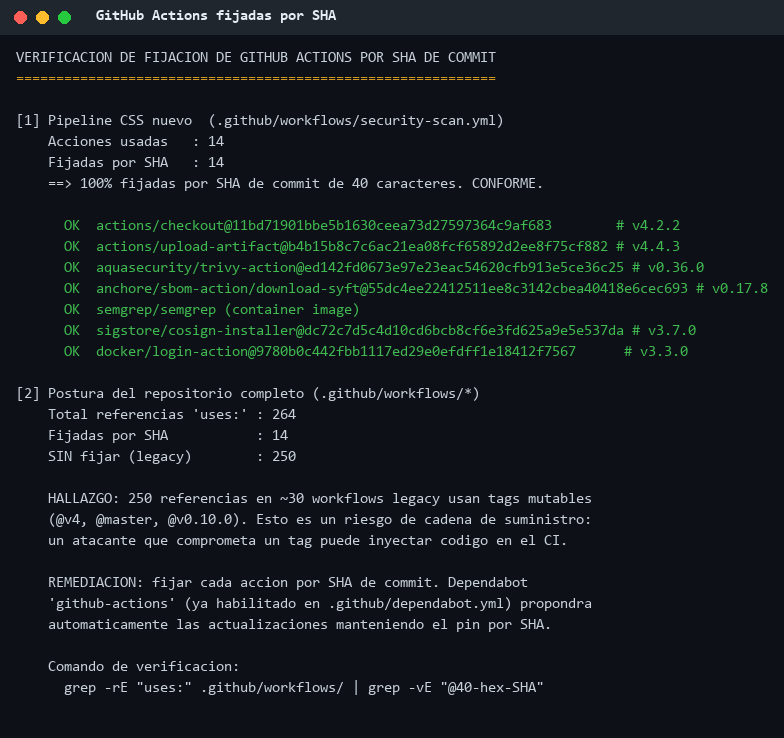 GitHub Actions fijadas por SHA
VERIFICACION DE FIJACION DE GITHUB ACTIONS POR SHA DE COMMIT
============================================================
[1] Pipeline CSS nuevo  (.github/workflows/security-scan.yml)
    Acciones usadas   : 14
    Fijadas por SHA   : 14
    ==> 100% fijadas por SHA de commit de 40 caracteres. CONFORME.
      OK  actions/checkout@11bd71901bbe5b1630ceea73d27597364c9af683        # v4.2.2
      OK  actions/upload-artifact@b4b15b8c7c6ac21ea08fcf65892d2ee8f75cf882 # v4.4.3
      OK  aquasecurity/trivy-action@ed142fd0673e97e23eac54620cfb913e5ce36c25 # v0.36.0
      OK  anchore/sbom-action/download-syft@55dc4ee22412511ee8c3142cbea40418e6cec693 # v0.17.8
      OK  semgrep/semgrep (container image)
      OK  sigstore/cosign-installer@dc72c7d5c4d10cd6bcb8cf6e3fd625a9e5e537da # v3.7.0
      OK  docker/login-action@9780b0c442fbb1117ed29e0efdff1e18412f7567      # v3.3.0
[2] Postura del repositorio completo (.github/workflows/*)
    Total referencias 'uses:' : 264
    Fijadas por SHA           : 14
    SIN fijar (legacy)        : 250
    HALLAZGO: 250 referencias en ~30 workflows legacy usan tags mutables
    (@v4, @master, @v0.10.0). Esto es un riesgo de cadena de suministro:
    un atacante que comprometa un tag puede inyectar codigo en el CI.
    REMEDIACION: fijar cada accion por SHA de commit. Dependabot
    'github-actions' (ya habilitado en .github/dependabot.yml) propondra
    automaticamente las actualizaciones manteniendo el pin por SHA.
    Comando de verificacion:
      grep -rE "uses:" .github/workflows/ | grep -vE "@40-hex-SHA"